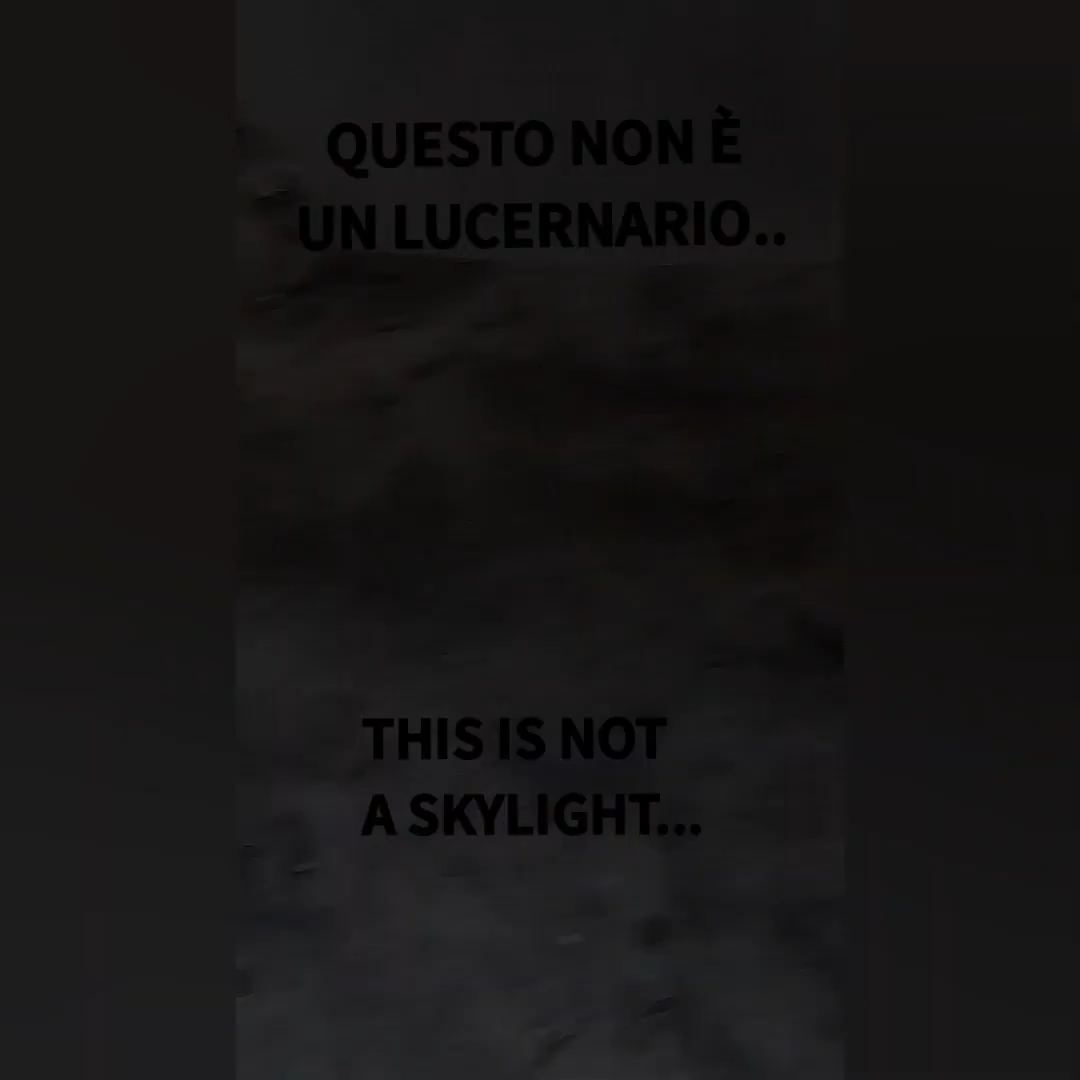 QUESTO NON È
UN LUCERNARIO..
THIS IS NOT
A SKYLIGHT...